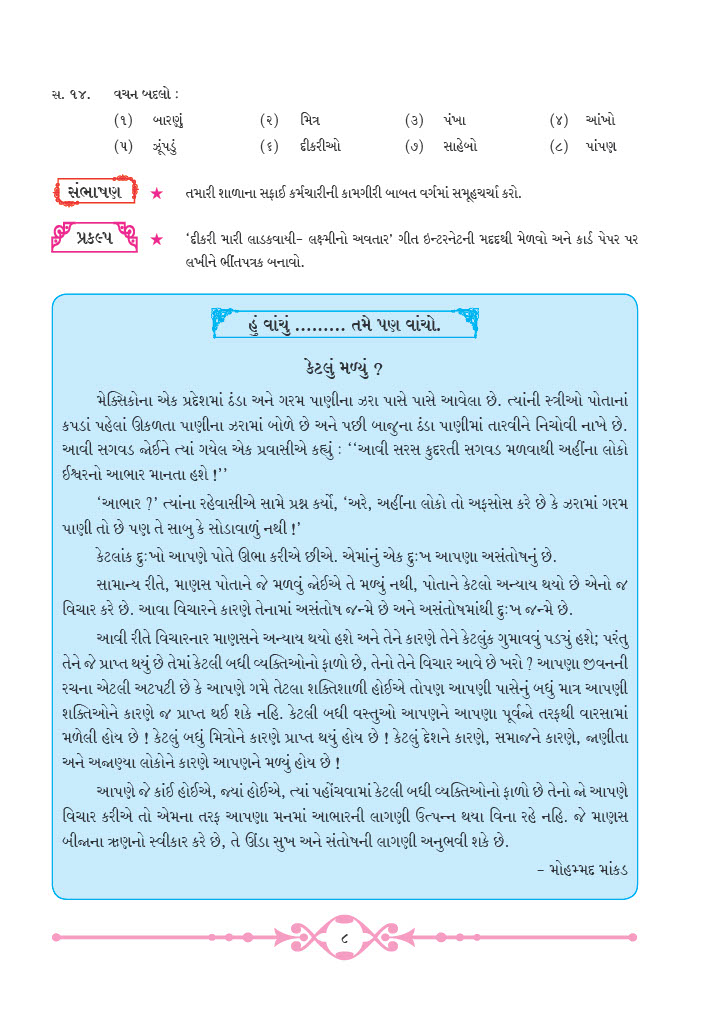 સ. ૧૪. વચન બદલો :
(૧) બારણું (૨) મિત્ર (૩) પંખા (૪) આંખો
(૫) ઝૂંપડું (૬) દીકરીઓ (૭) સાહેબો (૮) પાંપણ
સંભાષણ ★ તમારી શાળાના સફાઈ કર્મચારીની કામગીરી બાબત વર્ગમાં સમૂહચર્ચા કરો.
પ્રકલ્પ ★ ‘દીકરી મારી લાડકવાયી- લક્ષ્મીનો અવતાર’ ગીત ઇન્ટરનેટની મદદથી મેળવો અને કાર્ડ પેપર પર
લખીને ભીંતપત્રક બનાવો.
હું વાંચું ......... તમે પણ વાંચો.
કેટલું મળ્યું ?
મેક્સિકોના એક પ્રદેશમાં ઠંડા અને ગરમ પાણીના ઝરા પાસે પાસે આવેલા છે. ત્યાંની સ્ત્રીઓ પોતાનાં
કપડાં પહેલાં ઊકળતા પાણીના ઝરામાં બોળે છે અને પછી બાજુના ઠંડા પાણીમાં તારવીને નિચોવી નાખે છે.
આવી સગવડ જોઈને ત્યાં ગયેલ એક પ્રવાસીએ કહ્યું : ‘‘આવી સરસ કુદરતી સગવડ મળવાથી અહીંના લોકો
ઈશ્વરનો આભાર માનતા હશે !’’
‘આભાર ?’ ત્યાંના રહેવાસીએ સામે પ્રશ્ન કર્યો, ‘અરે, અહીંના લોકો તો અફસોસ કરે છે કે ઝરામાં ગરમ
પાણી તો છે પણ તે સાબુ કે સોડાવાળું નથી !’
કેટલાંક દુઃખો આપણે પોતે ઊભા કરીએ છીએ. એમાંનું એક દુઃખ આપણા અસંતોષનું છે.
સામાન્ય રીતે, માણસ પોતાને જે મળવું જોઈએ તે મળ્યું નથી, પોતાને કેટલો અન્યાય થયો છે એનો જ
વિચાર કરે છે. આવા વિચારને કારણે તેનામાં અસંતોષ જન્મે છે અને અસંતોષમાંથી દુઃખ જન્મે છે.
આવી રીતે વિચારનાર માણસને અન્યાય થયો હશે અને તેને કારણે તેને કેટલુંક ગુમાવવું પડ્યું હશે; પરંતુ
તેને જે પ્રાપ્ત થયું છે તેમાં કેટલી બધી વ્યક્તિઓનો ફાળો છે, તેનો તેને વિચાર આવે છે ખરો ? આપણા જીવનની
રચના એટલી અટપટી છે કે આપણે ગમે તેટલા શક્તિશાળી હોઈએ તોપણ આપણી પાસેનું બધું માત્ર આપણી
શક્તિઓને કારણે જ પ્રાપ્ત થઈ શકે નહિ. કેટલી બધી વસ્તુઓ આપણને આપણા પૂર્વજો તરફથી વારસામાં
મળેલી હોય છે ! કેટલું બધું મિત્રોને કારણે પ્રાપ્ત થયું હોય છે ! કેટલું દેશને કારણે, સમાજને કારણે, જાણીતા
અને અજાણ્યા લોકોને કારણે આપણને મળ્યું હોય છે !
આપણે જે કાંઈ હોઈએ, જ્યાં હોઈએ, ત્યાં પહોંચવામાં કેટલી બધી વ્યક્તિઓનો ફાળો છે તેનો જો આપણે
વિચાર કરીએ તો એમના તરફ આપણા મનમાં આભારની લાગણી ઉત્પન્ન થયા વિના રહે નહિ. જે માણસ
બીજાના ઋણનો સ્વીકાર કરે છે, તે ઊંડા સુખ અને સંતોષની લાગણી અનુભવી શકે છે.
- મોહમ્મદ માંકડ
૮